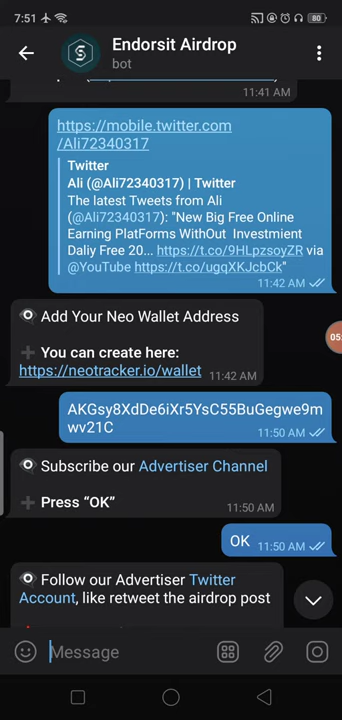 7:51
80
Endorsit Airdrop
bot
11:41 AM
https://mobile.twitter.com
/Ali72340317
Twitter
Ali (@Ali72340317) | Twitter
The latest Tweets from Ali
(@Ali72340317): "New Big Free Online
Earning PlatForms WithOut Investmient
Daliy Free 20... https://t.co/9HLpzsoyZR via
@YouTube https://t.co/ugqXKJcbCk"
11:42 AM
Add Your Neo Wallet Address
You can create here:
https://neotracker.io/wallet
11:42 AM
05
AKGsy8XdDe6iXr5YsC55BuGegwe9m
wv21C
11:50 AM
Subscribe our Advertiser Channel
Press “OK”
11:50 AM
OK 11:50 AM
Follow our Advertiser Twitter
Account, like retweet the airdrop post
Message